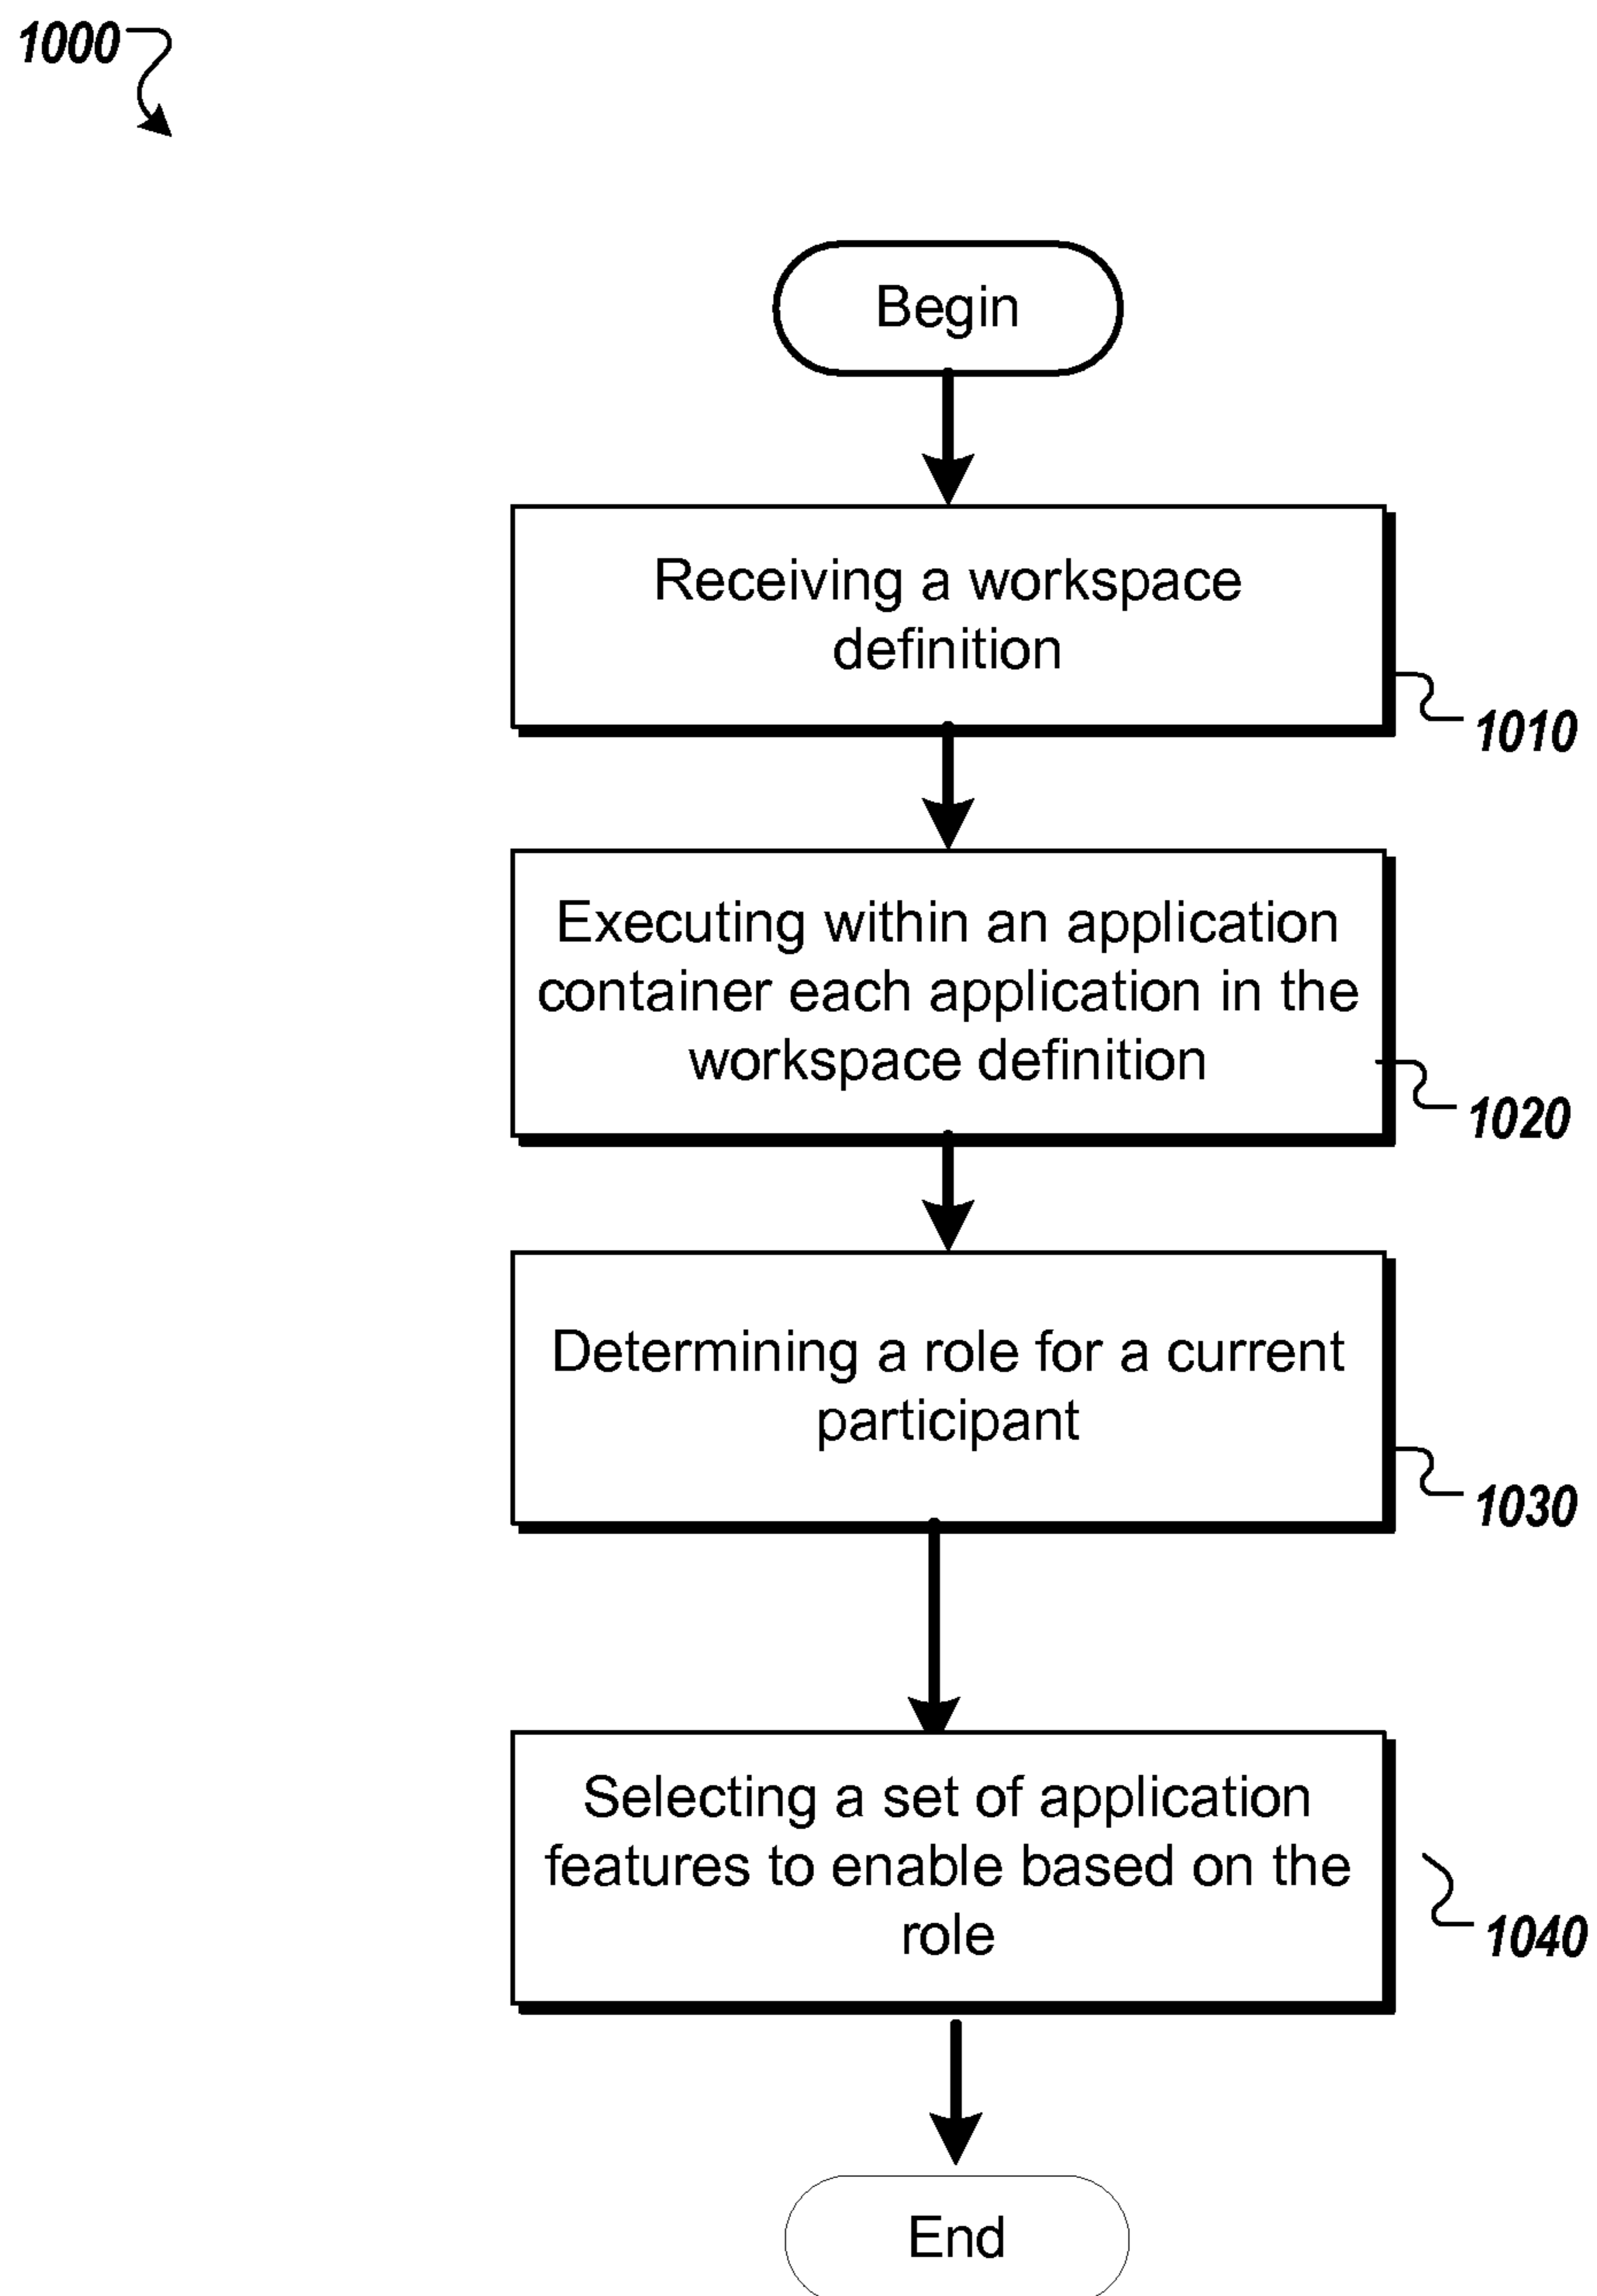 1000
Begin
Receiving a workspace
definition
1010
Executing within an application
container each application in the
workspace definition
1020
Determining a role for a current
participant
1030
Selecting a set of application
features to enable based on the
role
1040
End